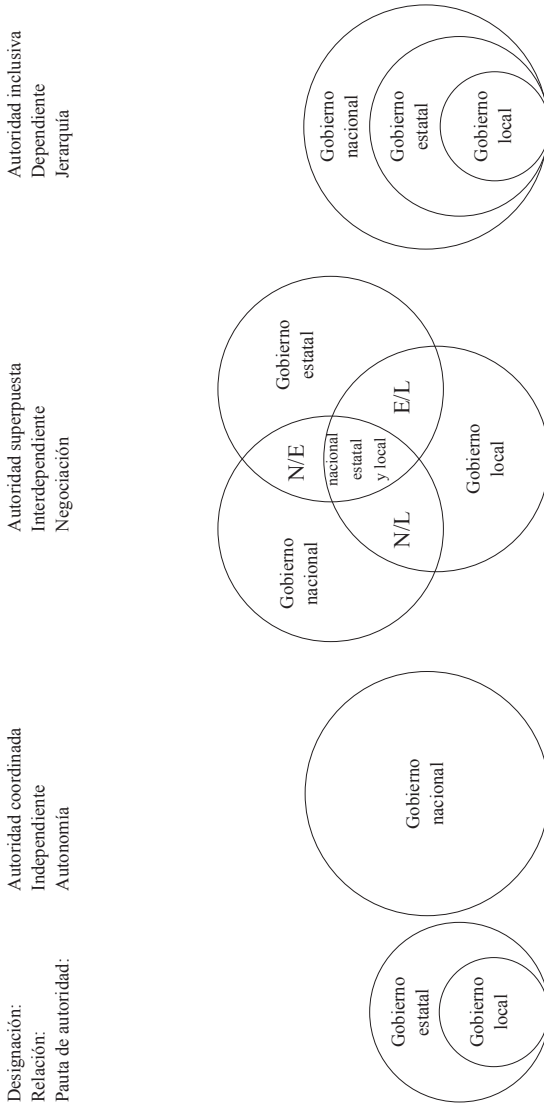 Designación:
Relación:
Pauta de autoridad:
Autoridad coordinada
Independiente
Autonomía
Autoridad superpuesta
Interdependiente
Negociación
Autoridad inclusiva
Dependiente
Jerarquía
Gobierno
estatal
Gobierno
local
Gobierno
nacional
Gobierno
nacional
N/E
Gobierno
estatal
nacional
estatal
y local
N/L
E/L
Gobierno
local
Gobierno
nacional
Gobierno
estatal
Gobierno
local